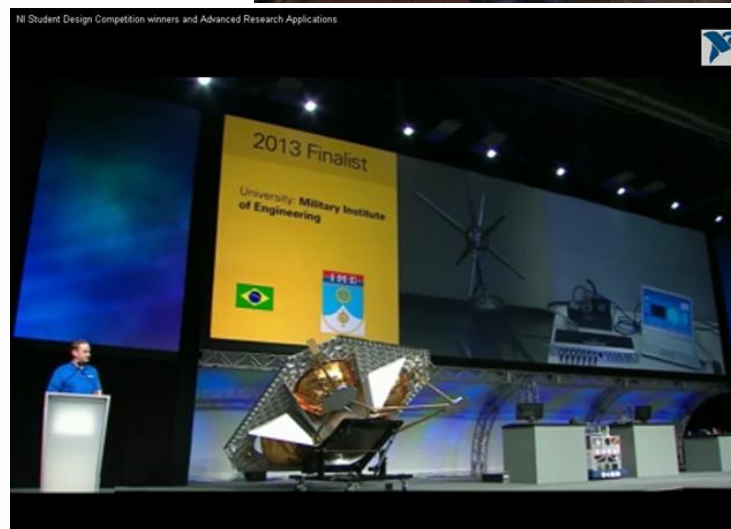 NI Student Design Competition winners and Advanced Research Applications
2013 Finalist
University: Military Institute
of Engineering
IME